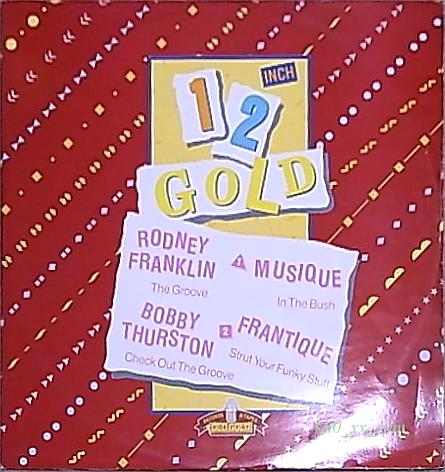 12 INCH
GOLD
RODNEY FRANKLIN
The Groove
1
MUSIQUE
In The Bush
BOBBY THURSTON
Check Out The Groove
2
FRANTIQUE
Strut Your Funky Stuff
OLD GOLD